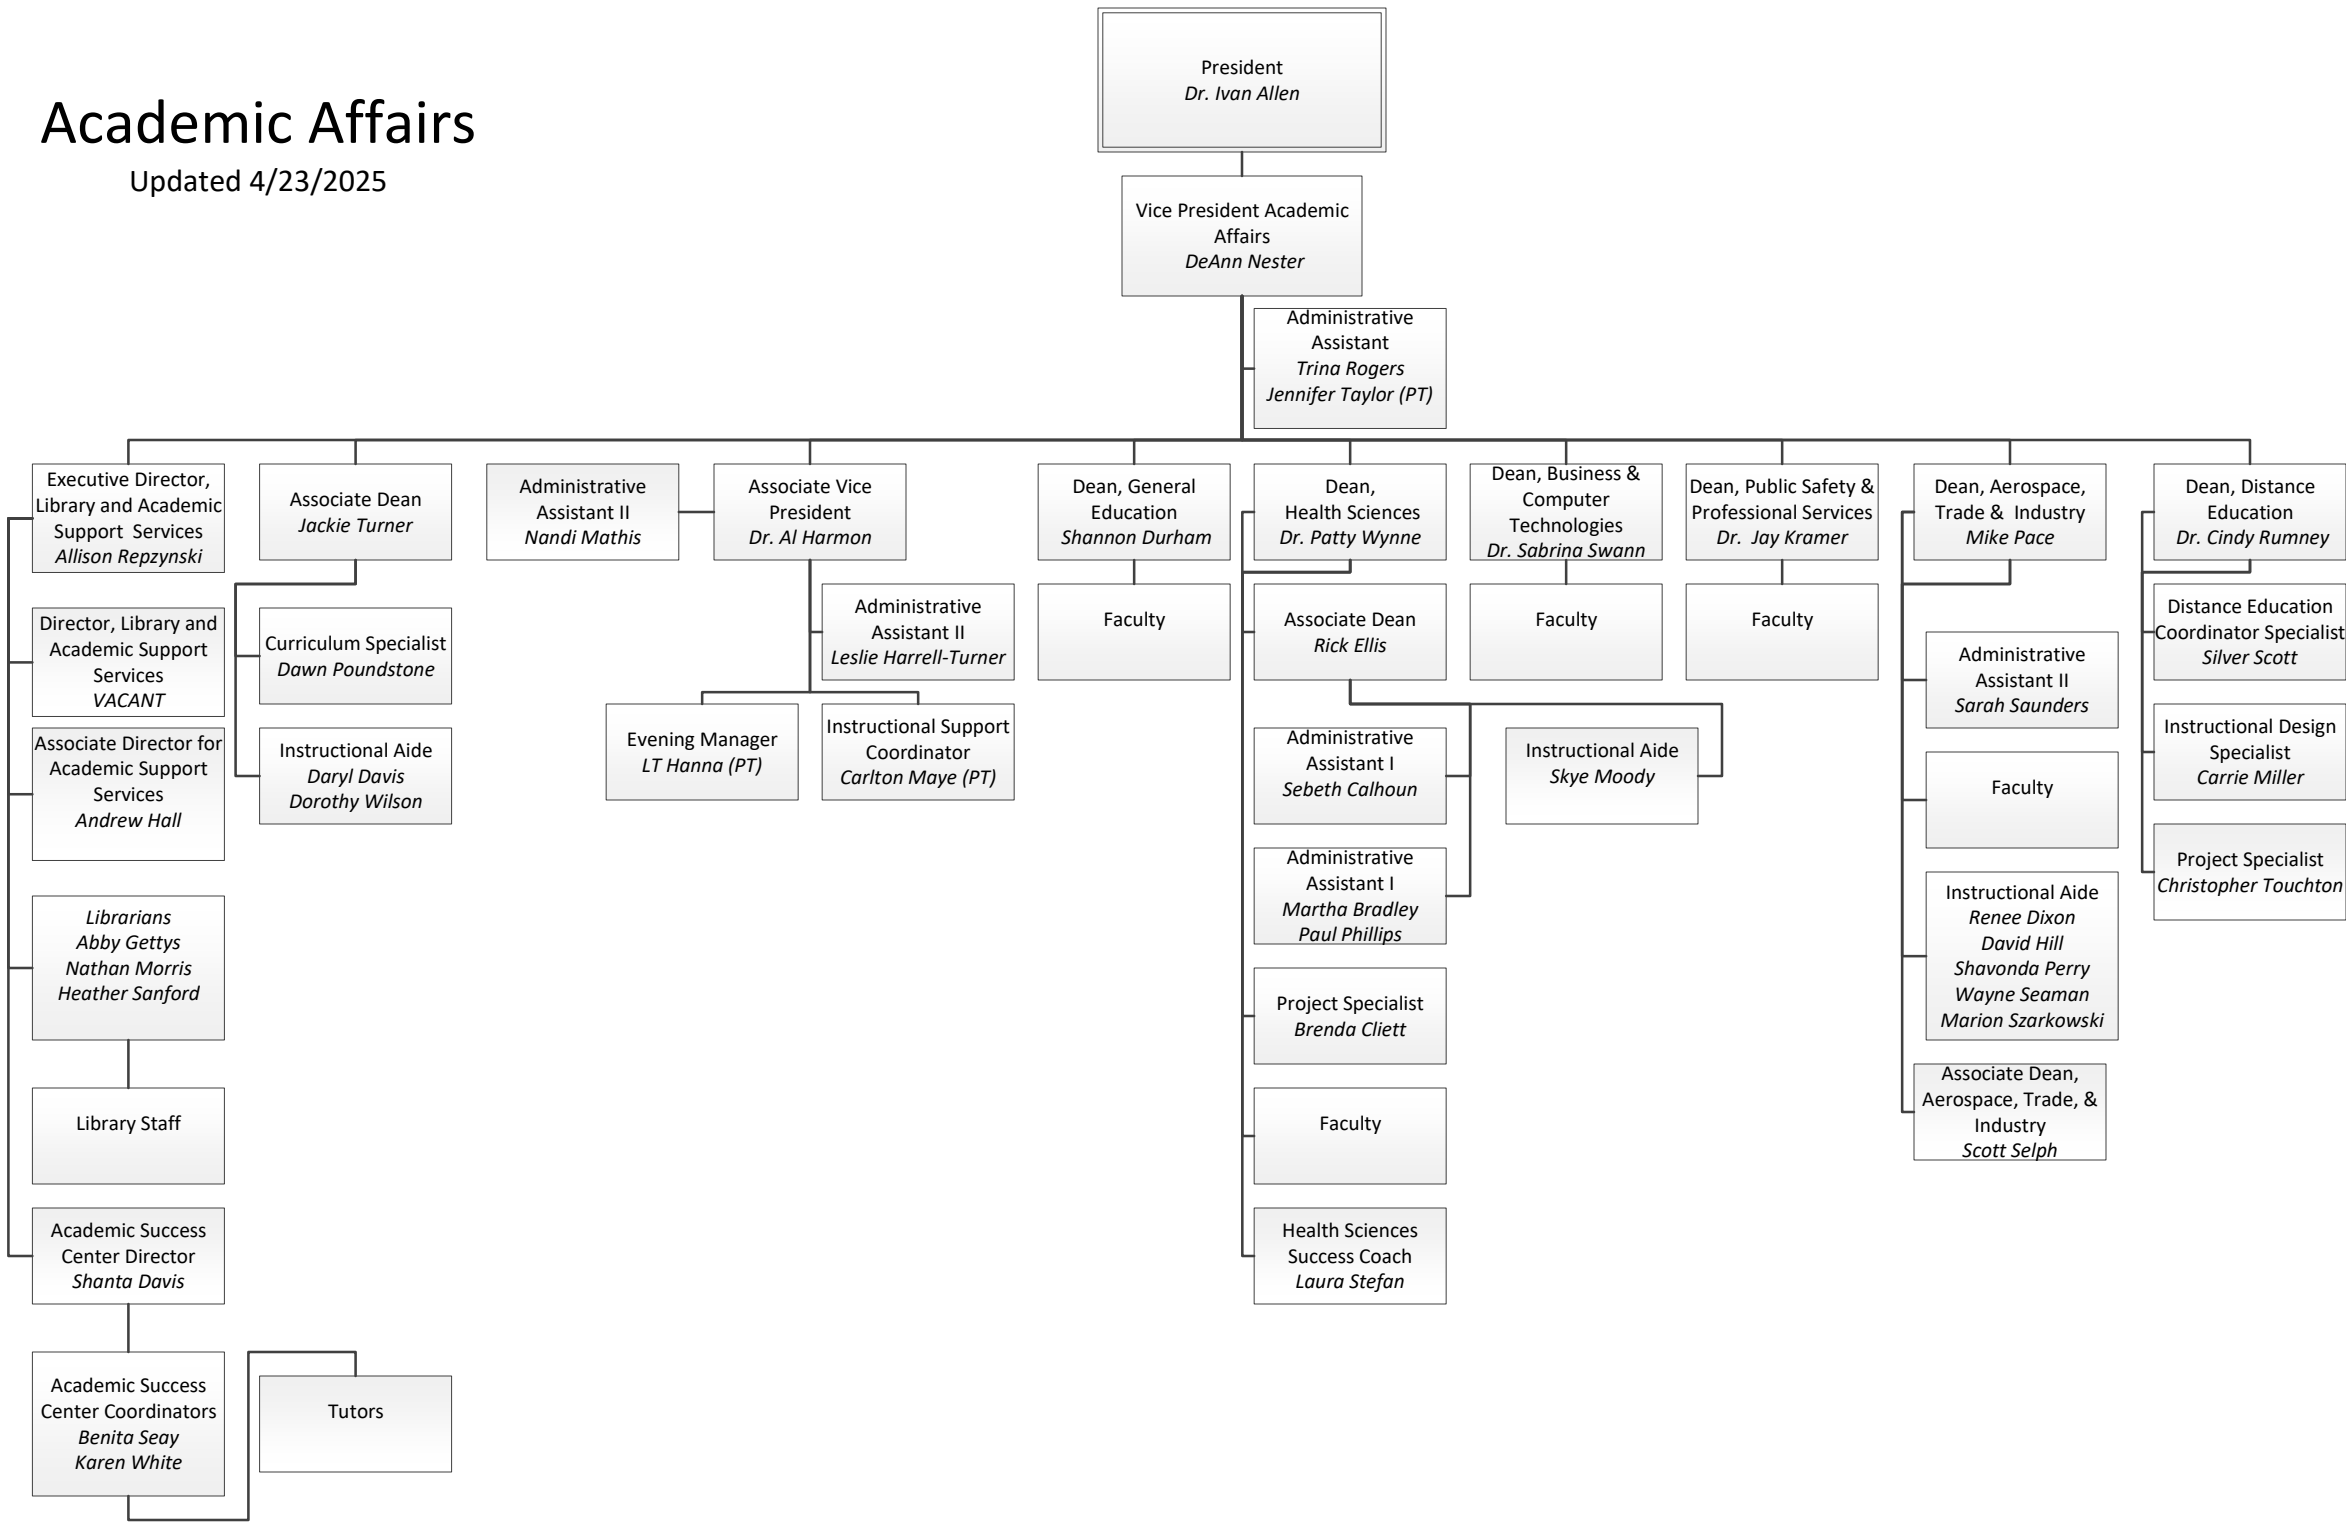 Academic Affairs
Updated 4/23/2025
President
Dr. Ivan Allen
Vice President Academic
Affairs
DeAnn Nester
Administrative
Assistant
Trina Rogers
Jennifer Taylor (PT)
Executive Director,
Library and Academic
Support Services
Allison Repzynski
Director, Library and
Academic Support
Services
VACANT
Associate Director for
Academic Support
Services
Andrew Hall
Librarians
Abby Gettys
Nathan Morris
Heather Sanford
Library Staff
Academic Success
Center Director
Shanta Davis
Academic Success
Center Coordinators
Benita Seay
Karen White
Tutors
Associate Dean
Jackie Turner
Curriculum Specialist
Dawn Poundstone
Instructional Aide
Daryl Davis
Dorothy Wilson
Administrative
Assistant II
Nandi Mathis
Associate Vice
President
Dr. Al Harmon
Administrative
Assistant II
Leslie Harrell-Turner
Evening Manager
LT Hanna (PT)
Instructional Support
Coordinator
Carlton Maye (PT)
Dean, General
Education
Shannon Durham
Faculty
Dean,
Health Sciences
Dr. Patty Wynne
Associate Dean
Rick Ellis
Administrative
Assistant I
Sebeth Calhoun
Administrative
Assistant I
Martha Bradley
Paul Phillips
Instructional Aide
Skye Moody
Project Specialist
Brenda Cliett
Faculty
Health Sciences
Success Coach
Laura Stefan
Dean, Business &
Computer
Technologies
Dr. Sabrina Swann
Faculty
Dean, Public Safety &
Professional Services
Dr. Jay Kramer
Faculty
Dean, Aerospace,
Trade & Industry
Mike Pace
Administrative
Assistant II
Sarah Saunders
Faculty
Instructional Aide
Renee Dixon
David Hill
Shavonda Perry
Wayne Seaman
Marion Szarkowski
Associate Dean,
Aerospace, Trade, &
Industry
Scott Selph
Dean, Distance
Education
Dr. Cindy Rumney
Distance Education
Coordinator Specialist
Silver Scott
Instructional Design
Specialist
Carrie Miller
Project Specialist
Christopher Touchton